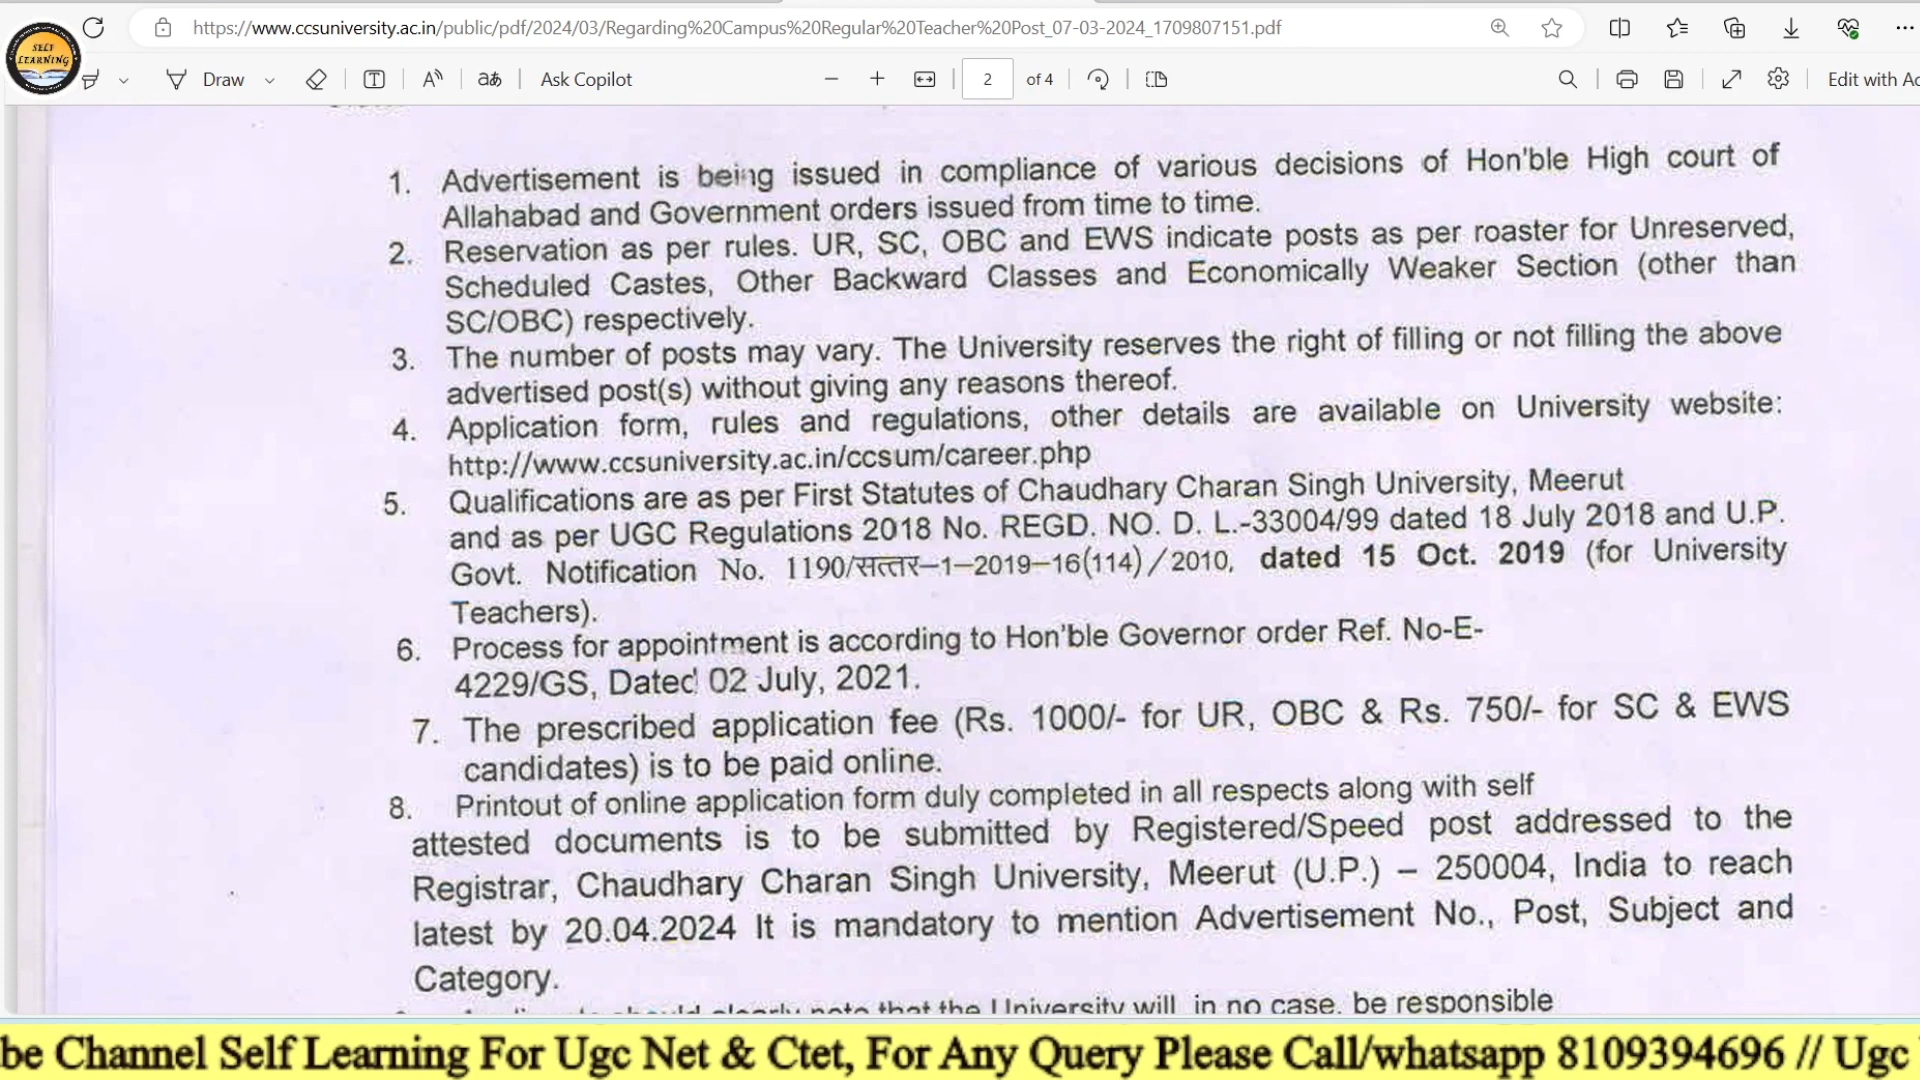 https://www.ccsuniversity.ac.in/public/pdf/2024/03/Regarding%20Campus%20Regular%20Teacher%20Post_07-03-2024_1709807151.pdf
SELF
LEARNING
Draw
Ask Copilot
2
of 4
Edit with Ac
1. Advertisement is being issued in compliance of various decisions of Hon'ble High court of
Allahabad and Government orders issued from time to time.
2. Reservation as per rules. UR, SC, OBC and EWS indicate posts as per roaster for Unreserved,
Scheduled Castes, Other Backward Classes and Economically Weaker Section (other than
SC/OBC) respectively.
3. The number of posts may vary. The University reserves the right of filling or not filling the above
advertised post(s) without giving any reasons thereof.
4. Application form, rules and regulations, other details are available on University website:
http://www.ccsuniversity.ac.in/ccsum/career.php
5. Qualifications are as per First Statutes of Chaudhary Charan Singh University, Meerut
and as per UGC Regulations 2018 No. REGD. NO. D. L.-33004/99 dated 18 July 2018 and U.P.
Govt. Notification No. 1190/सत्तर–1–2019–16(114)/2010, dated 15 Oct. 2019 (for University
Teachers).
6. Process for appointment is according to Hon'ble Governor order Ref. No-E-
4229/GS, Dated 02 July, 2021.
7. The prescribed application fee (Rs. 1000/- for UR, OBC & Rs. 750/- for SC & EWS
candidates) is to be paid online.
8. Printout of online application form duly completed in all respects along with self
attested documents is to be submitted by Registered/Speed post addressed to the
Registrar, Chaudhary Charan Singh University, Meerut (U.P.) – 250004, India to reach
latest by 20.04.2024 It is mandatory to mention Advertisement No., Post, Subject and
Category.
should clearly note that the University will in no case, be responsible
be Channel Self Learning For Ugc Net & Ctet, For Any Query Please Call/whatsapp 8109394696 // Ugc